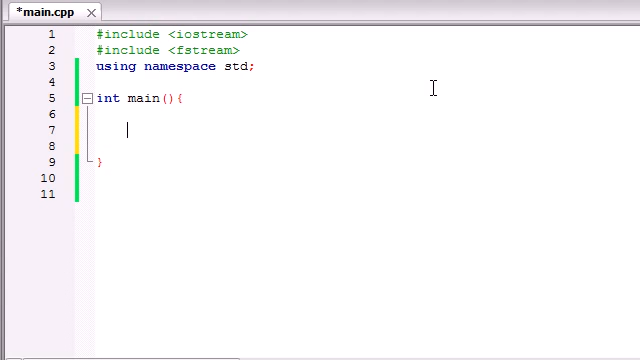 *main.cpp
1 #include <iostream>
2 #include <fstream>
3 using namespace std;
4
5 int main(){
6
7
8
9 }
10
11